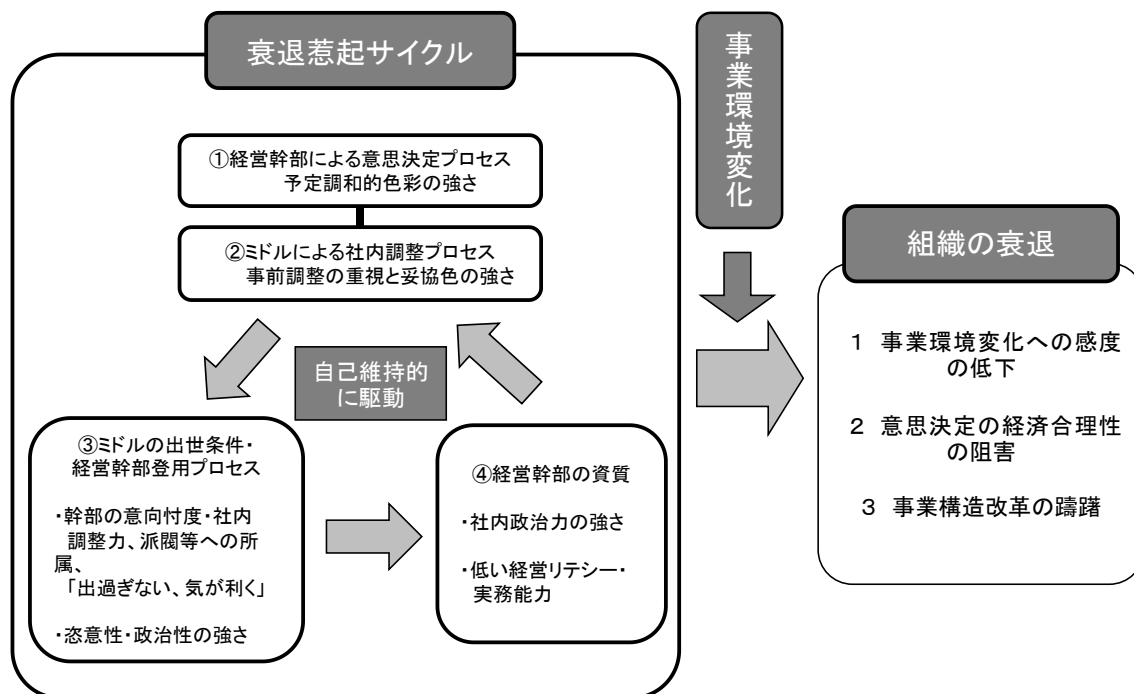 衰退惹起サイクル
①経営幹部による意思決定プロセス
予定調和的色彩の強さ
②ミドルによる社内調整プロセス
事前調整の重視と妥協色の強さ
自己維持的
に駆動
③ミドルの出世条件・
経営幹部登用プロセス
・幹部の意向忖度・社内
調整力、派閥等への所
属、
「出過ぎない、気が利く」
・恣意性・政治性の強さ
④経営幹部の資質
・社内政治力の強さ
・低い経営リテシー・
実務能力
事業環境変化
組織の衰退
1 事業環境変化への感度
の低下
2 意思決定の経済合理性
の阻害
3 事業構造改革の躊躇